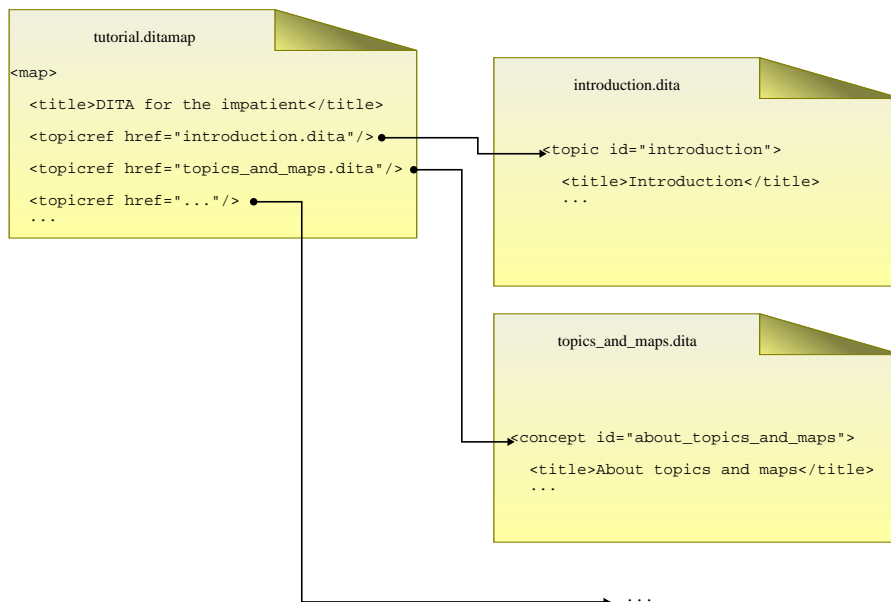 tutorial.ditamap
<map>
<title>DITA for the impatient</title>
<topicref href="introduction.dita"/>
<topicref href="topics_and_maps.dita"/>
<topicref href="..."/>
...
introduction.dita
<topic id="introduction">
<title>Introduction</title>
...
topics_and_maps.dita
<concept id="about_topics_and_maps">
<title>About topics and maps</title>
...
...